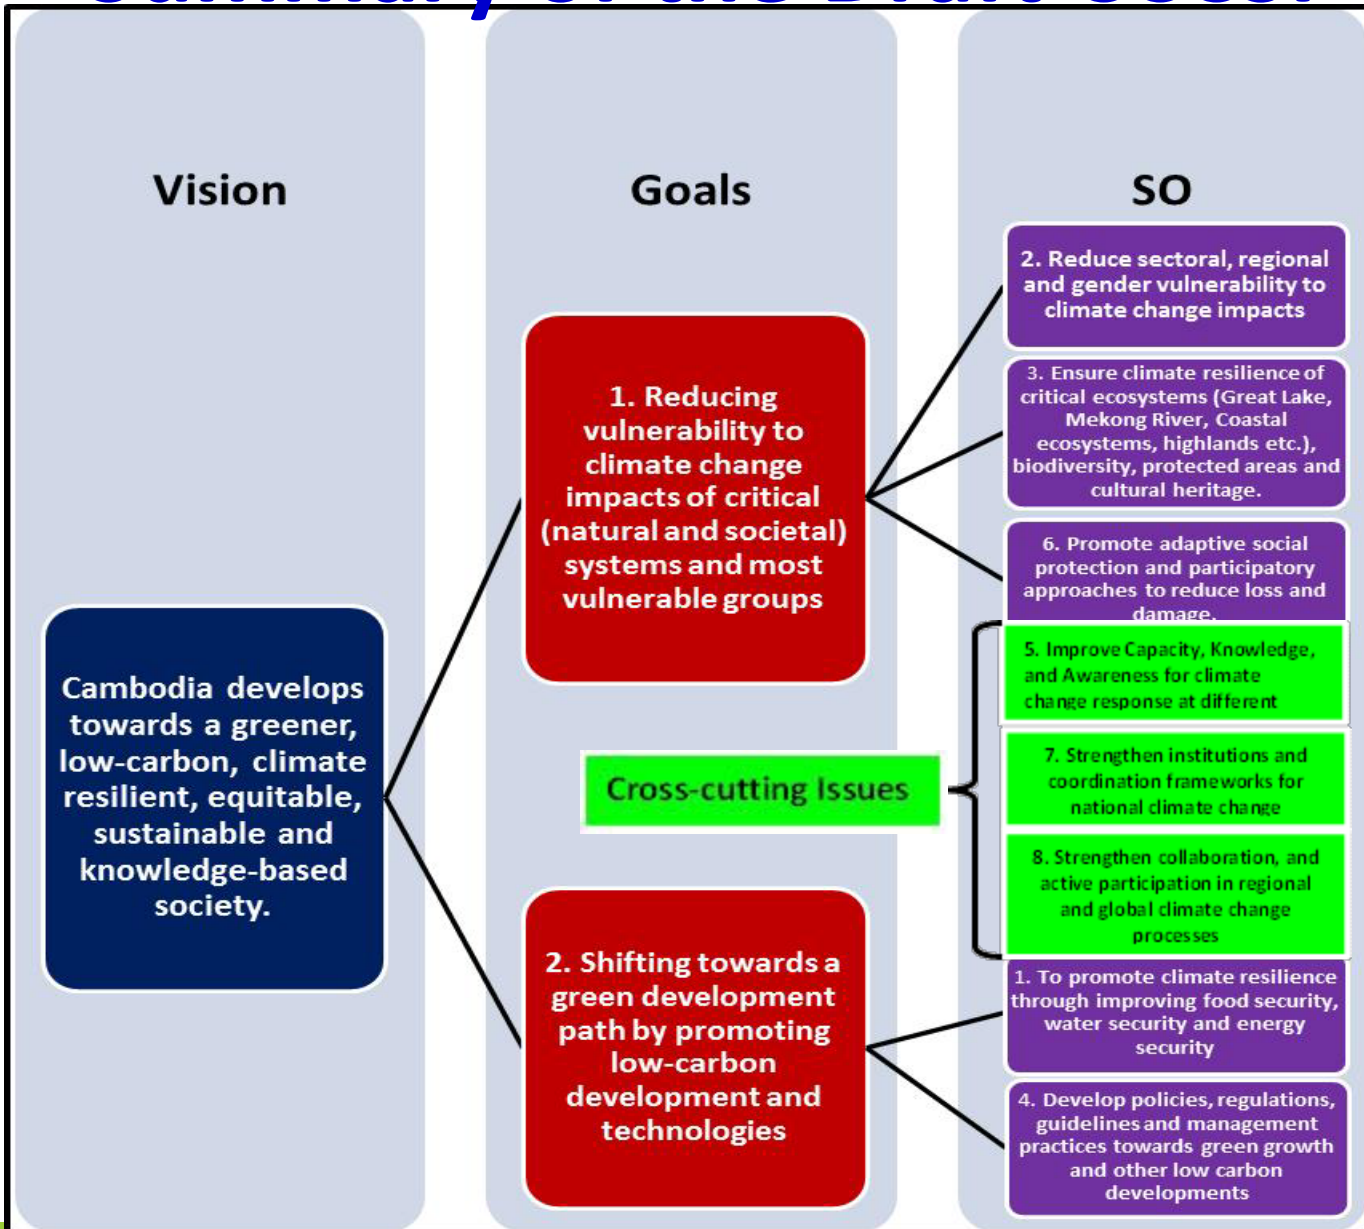 Vision
Goals
SO
Cambodia develops
towards a greener,
low-carbon, climate
resilient, equitable,
sustainable and
knowledge-based
society.
1. Reducing
vulnerability to
climate change
impacts of critical
(natural and societal)
systems and most
vulnerable groups
Cross-cutting Issues
2. Shifting towards a
green development
path by promoting
low-carbon
development and
technologies
2. Reduce sectoral, regional
and gender vulnerability to
climate change impacts
3. Ensure climate resilience of
critical ecosystems (Great Lake,
Mekong River, Coastal
ecosystems, highlands etc.),
biodiversity, protected areas and
cultural heritage.
6. Promote adaptive social
protection and participatory
approaches to reduce loss and
damage.
5. Improve Capacity, Knowledge,
and Awareness for climate
change response at different
7. Strengthen institutions and
coordination frameworks for
national climate change
8. Strengthen collaboration, and
active participation in regional
and global climate change
processes
1. To promote climate resilience
through improving food security,
water security and energy
security
4. Develop policies, regulations,
guidelines and management
practices towards green growth
and other low carbon
developments